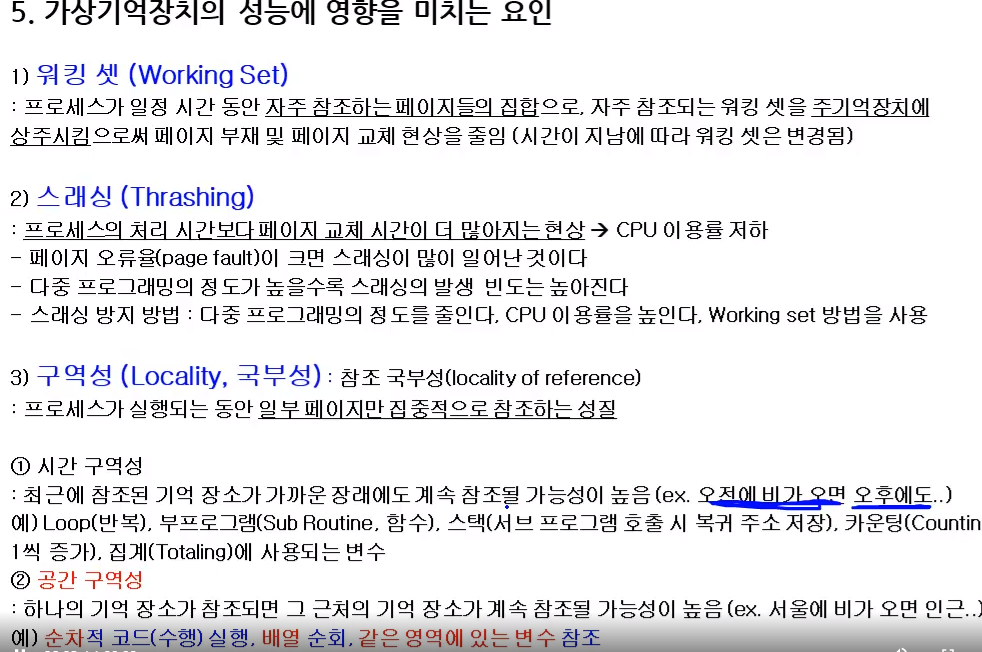 5. 가상기억장치의 성능에 영향을 미치는 요인
1) 워킹 셋 (Working Set)
: 프로세스가 일정 시간 동안 자주 참조하는 페이지들의 집합으로, 자주 참조되는 워킹 셋을 주기억장치에
상주시킴으로써 페이지 부재 및 페이지 교체 현상을 줄임 (시간이 지남에 따라 워킹 셋은 변경됨)
2) 스래싱 (Thrashing)
: 프로세스의 처리 시간보다 페이지 교체 시간이 더 많아지는 현상 → CPU 이용률 저하
- 페이지 오류율(page fault)이 크면 스래싱이 많이 일어난 것이다
- 다중 프로그래밍의 정도가 높을수록 스래싱의 발생 빈도는 높아진다
- 스래싱 방지 방법 : 다중 프로그래밍의 정도를 줄인다, CPU 이용률을 높인다, Working set 방법을 사용
3) 구역성 (Locality, 국부성) : 참조 국부성(locality of reference)
: 프로세스가 실행되는 동안 일부 페이지만 집중적으로 참조하는 성질
① 시간 구역성
: 최근에 참조된 기억 장소가 가까운 장래에도 계속 참조될 가능성이 높음 (ex. 오전에 비가 오면 오후에도..)
예) Loop(반복), 부프로그램(Sub Routine, 함수), 스택(서브 프로그램 호출 시 복귀 주소 저장), 카운팅(Countin
1씩 증가), 집계(Totaling)에 사용되는 변수
② 공간 구역성
: 하나의 기억 장소가 참조되면 그 근처의 기억 장소가 계속 참조될 가능성이 높음 (ex. 서울에 비가 오면 인근..)
예) 순차적 코드(수행) 실행, 배열 순회, 같은 영역에 있는 변수 참조